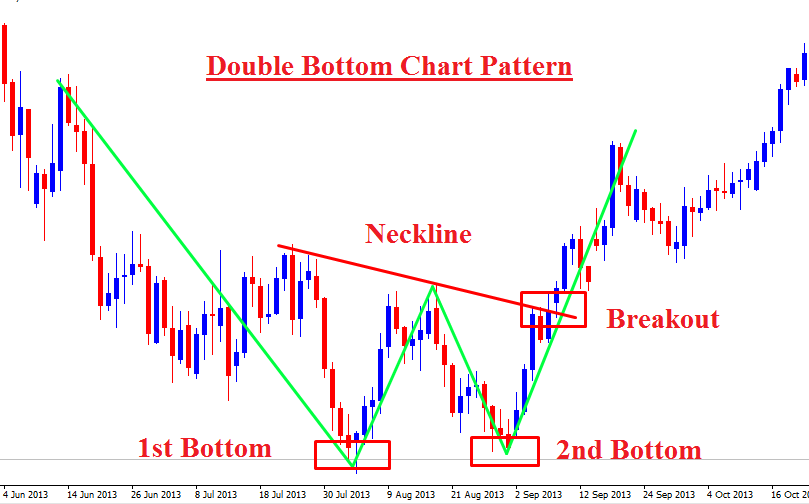 Double Bottom Chart Pattern
Neckline
Breakout
1st Bottom
2nd Bottom
4 Jun 2013 14 Jun 2013 26 Jun 2013 8 Jul 2013 18 Jul 2013 30 Jul 2013 9 Aug 2013 21 Aug 2013 2 Sep 2013 12 Sep 2013 24 Sep 2013 4 Oct 2013 16 Oct 20